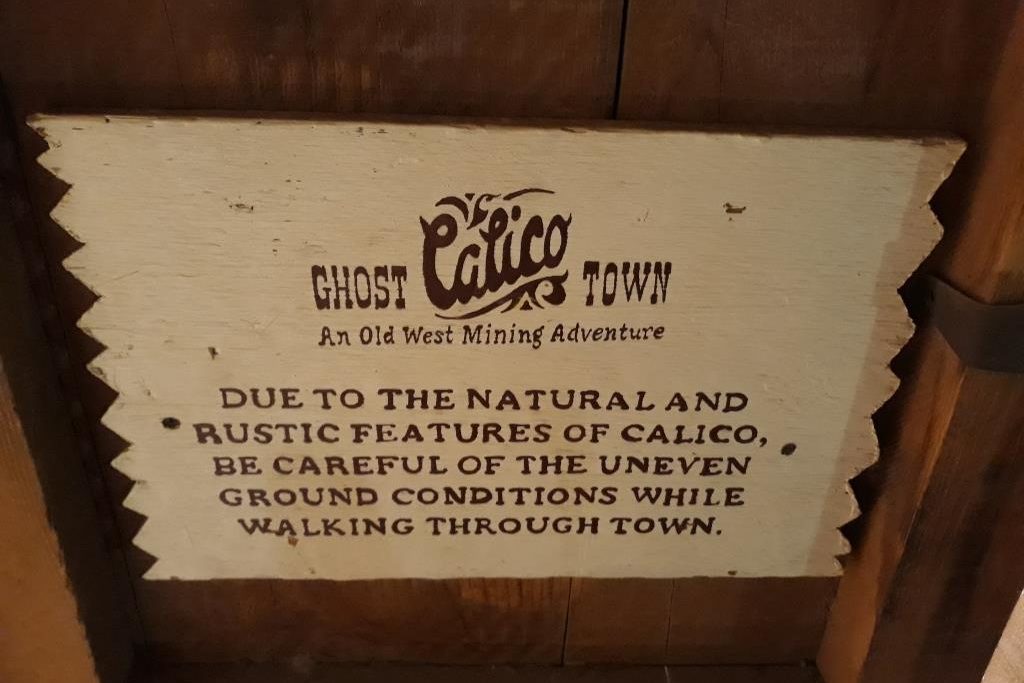 GHOST Calico TOWN
An Old West Mining Adventure
DUE TO THE NATURAL AND
RUSTIC FEATURES OF CALICO,
BE CAREFUL OF THE UNEVEN
GROUND CONDITIONS WHILE
WALKING THROUGH TOWN.